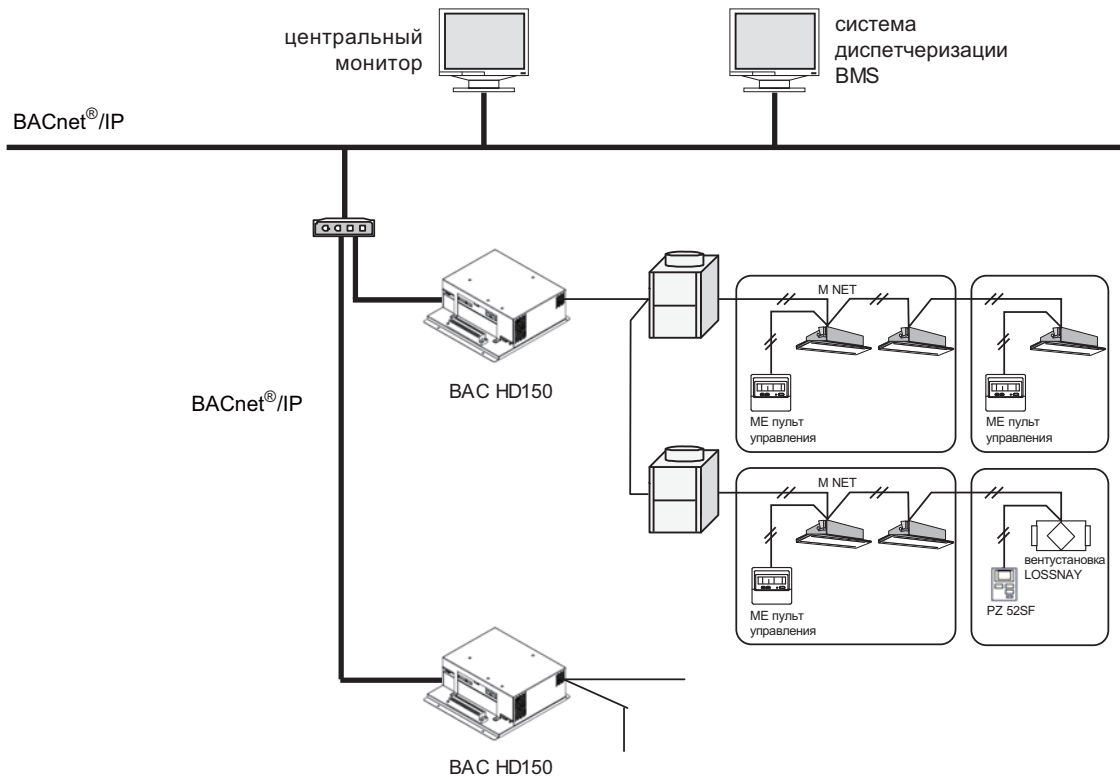 центральный
монитор
система
диспетчеризации
BMS
BACnet®/IP
BACnet®/IP
BAC HD150
M NET
ME пульт
управления
ME пульт
управления
M NET
ME пульт
управления
вентустановка
LOSSNAY
PZ 52SF
BAC HD150